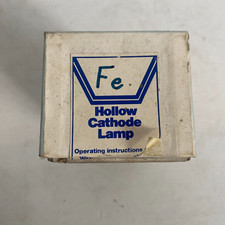 Fe.
Hollow
Cathode
Lamp
Operating instructions